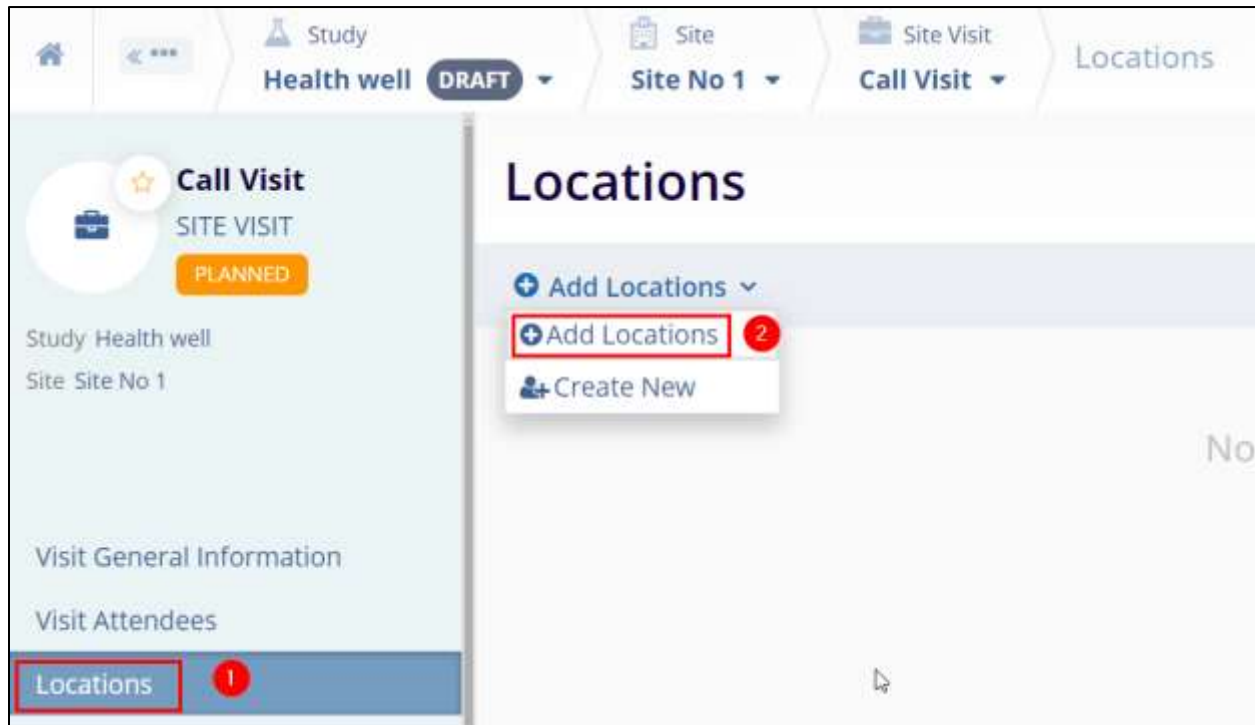 Study
Health well DRAFT
Site
Site No 1
Site Visit
Call Visit
Locations
Call Visit
SITE VISIT
PLANNED
Study Health well
Site Site No 1
Visit General Information
Visit Attendees
Locations
1
Locations
Add Locations
Add Locations
2
Create New
No